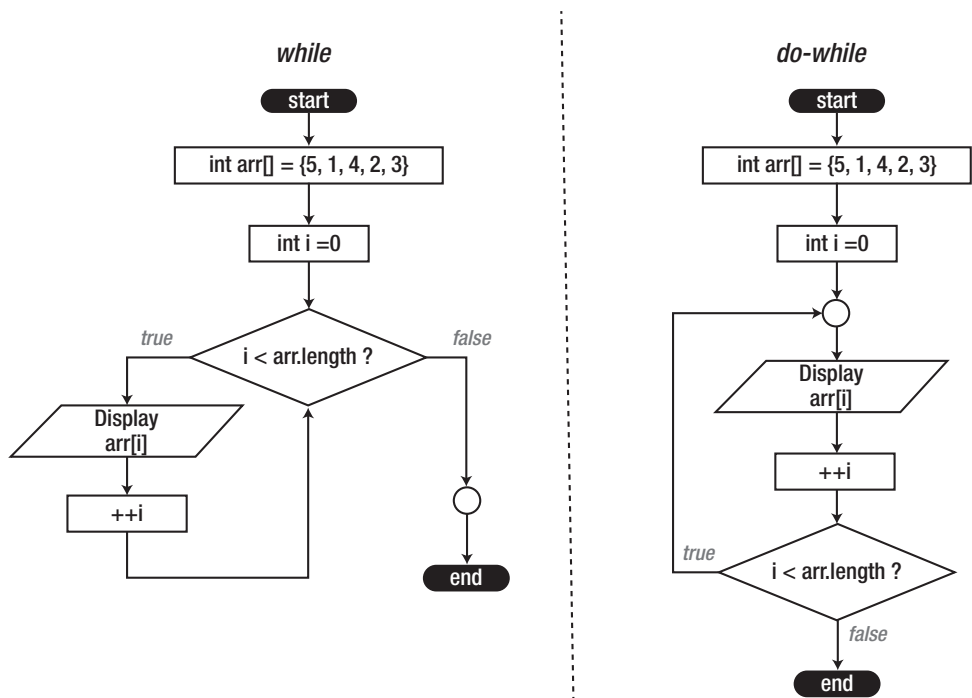 while
start
int arr[] = {5, 1, 4, 2, 3}
int i =0
true
i < arr.length ?
false
Display
arr[i]
++i
end
do-while
start
int arr[] = {5, 1, 4, 2, 3}
int i =0
Display
arr[i]
++i
true
i < arr.length ?
false
end